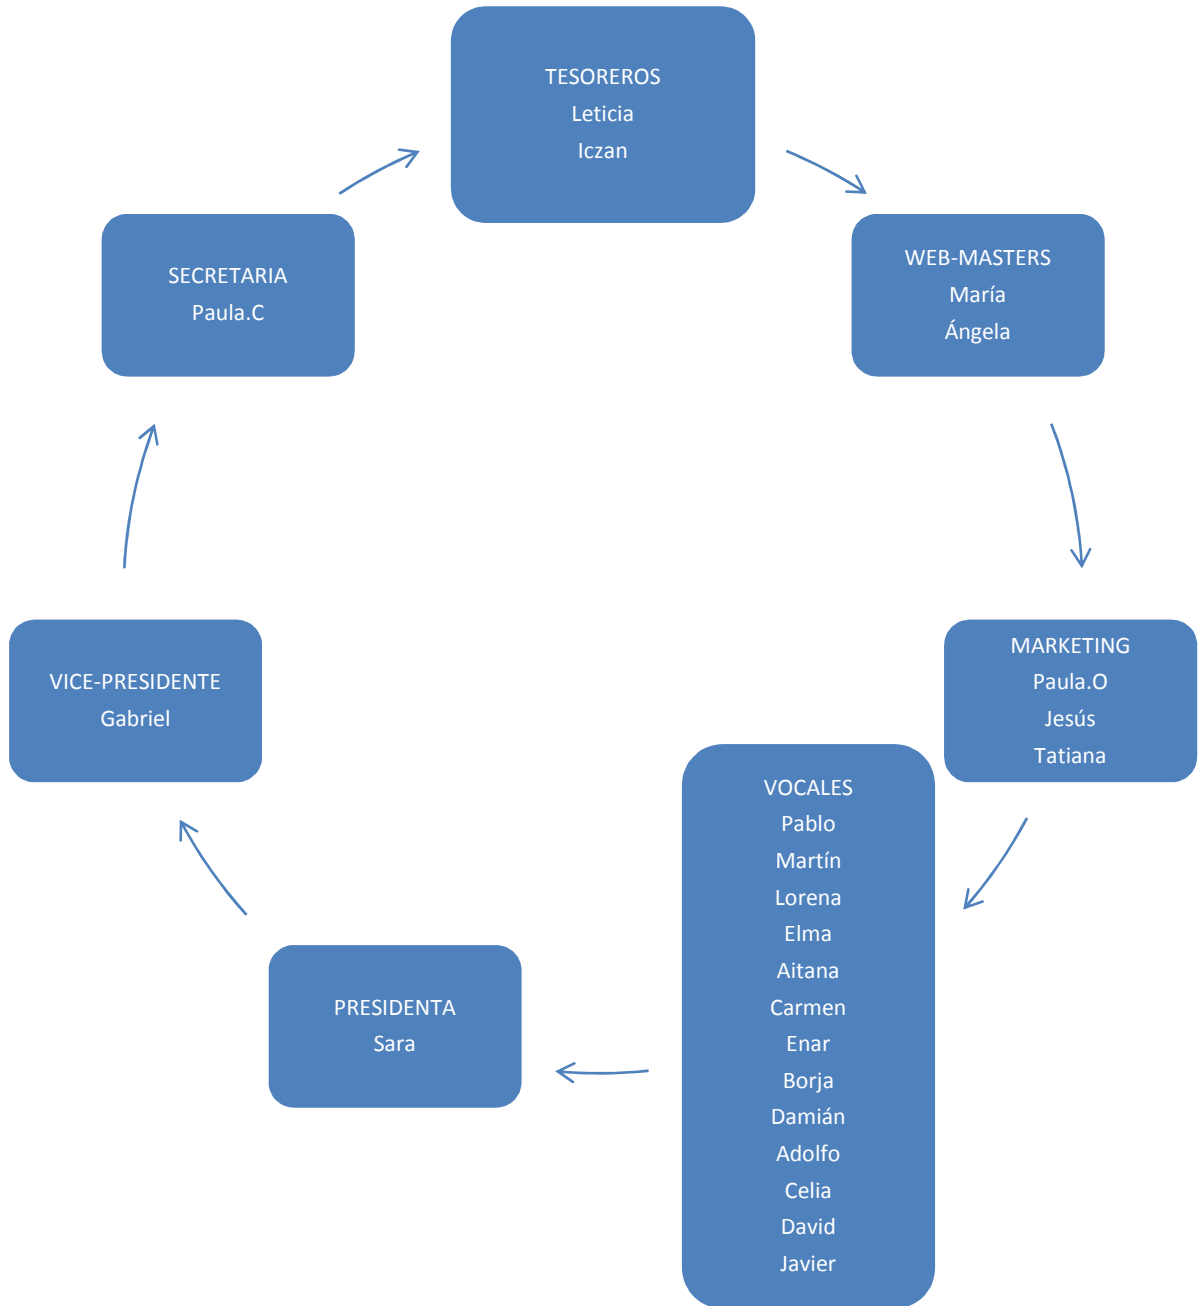 TESOREROS
Leticia
Iczan
WEB-MASTERS
María
Ángela
MARKETING
Paula.O
Jesús
Tatiana
VOCALES
Pablo
Martín
Lorena
Elma
Aitana
Carmen
Enar
Borja
Damián
Adolfo
Celia
David
Javier
PRESIDENTA
Sara
VICE-PRESIDENTE
Gabriel
SECRETARIA
Paula.C